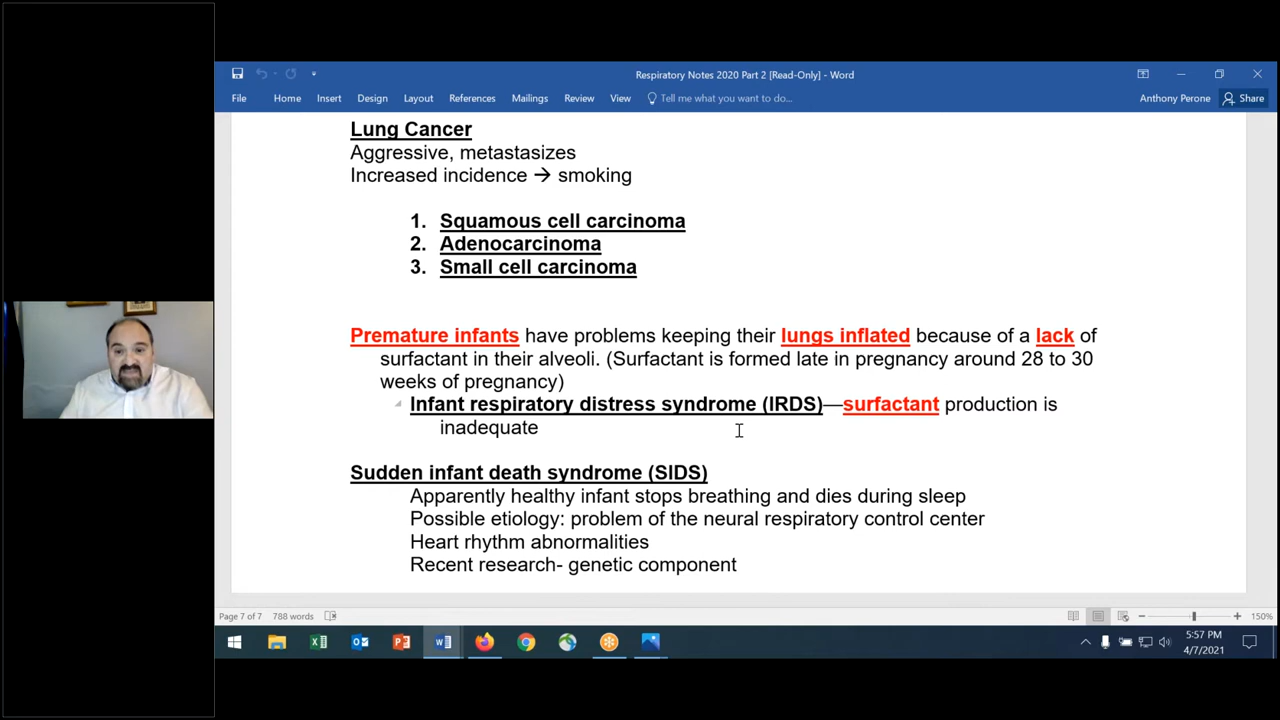 Respiratory Notes 2020 Part 2 [Read-Only] - Word
File Home Insert Design Layout References Mailings Review View Tell me what you want to do... Anthony Perone Share
Lung Cancer
Aggressive, metastasizes
Increased incidence → smoking
1. Squamous cell carcinoma
2. Adenocarcinoma
3. Small cell carcinoma
Premature infants have problems keeping their lungs inflated because of a lack of
surfactant in their alveoli. (Surfactant is formed late in pregnancy around 28 to 30
weeks of pregnancy)
Infant respiratory distress syndrome (IRDS)—surfactant production is
inadequate
Sudden infant death syndrome (SIDS)
Apparently healthy infant stops breathing and dies during sleep
Possible etiology: problem of the neural respiratory control center
Heart rhythm abnormalities
Recent research- genetic component
Page 7 of 7 788 words 150%
5:57 PM
4/7/2021